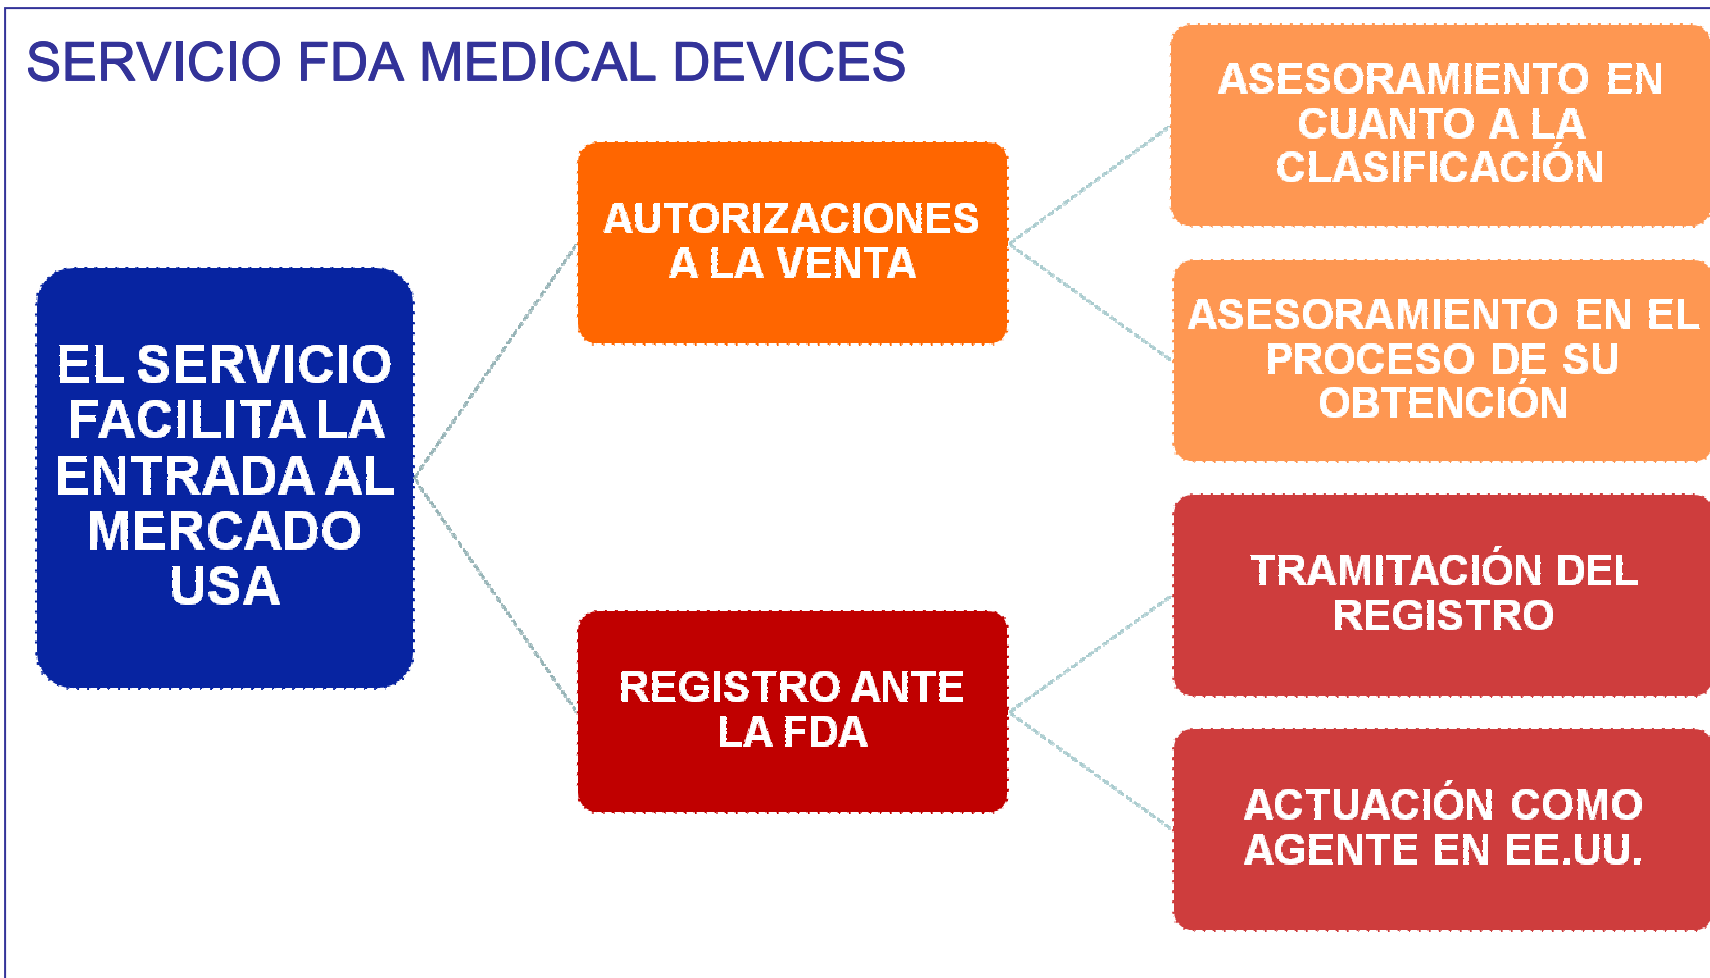 SERVICIO FDA MEDICAL DEVICES
EL SERVICIO
FACILITA LA
ENTRADA AL
MERCADO
USA
AUTORIZACIONES
A LA VENTA
ASESORAMIENTO EN
CUANTO A LA
CLASIFICACIÓN
ASESORAMIENTO EN EL
PROCESO DE SU
OBTENCIÓN
REGISTRO ANTE
LA FDA
TRAMITACIÓN DEL
REGISTRO
ACTUACIÓN COMO
AGENTE EN EE.UU.